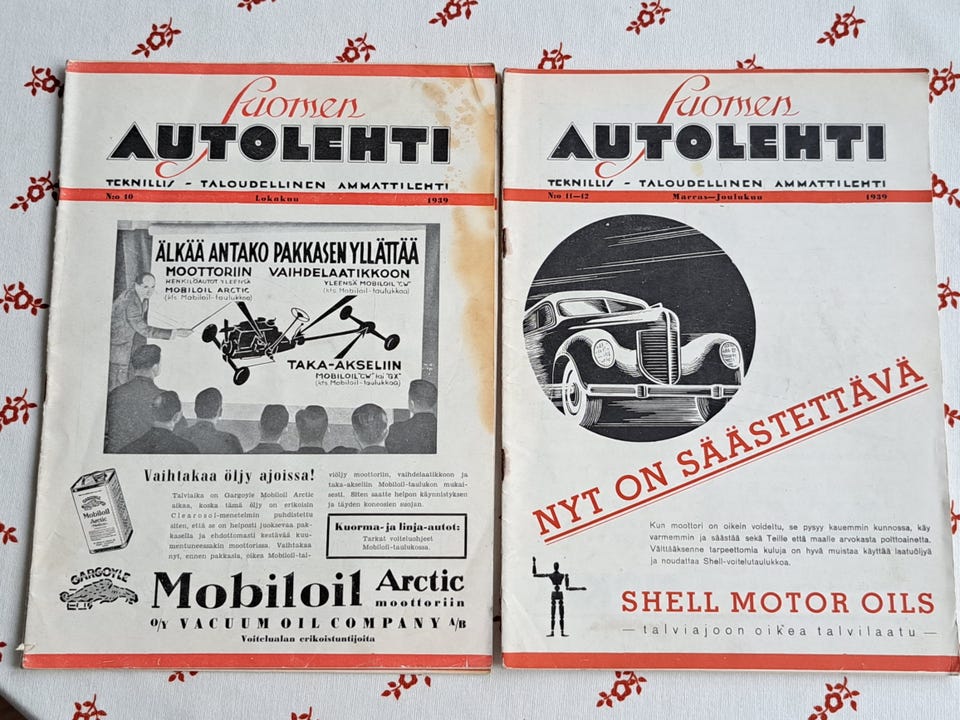 Suomen
AUTOLEHTI
TEKNILLIS - TALOUDELLINEN AMMATTILEHTI
N:o 10 Lokakuu 1939
ÄLKÄÄ ANTAKO PAKKASEN YLLÄTTÄÄ
MOOTTORIIN VAIHDELAATIKKOON
HENKILÖAUTOT YLEENSÄ YLEENSÄ MOBILOIL "CW"
MOBILOIL ARCTIC (kts. Mobiloil-taulukkoa)
(kts. Mobiloil-taulukkoa)
TAKA-AKSELIIN
MOBILOIL "CW" tai "GX"
(kts. Mobiloil-taulukkoa)
Vaihtakaa öljy ajoissa!
Talviaika on Gargoyle Mobiloil Arctic
aikaa, koska tämä öljy on erikoisin
Clearosol-menetelmin puhdistettu
siten, että se on helposti juoksevaa pak-
kasella ja ehdottomasti kestävää kuu-
mentuneessakin moottorissa. Vaihtakaa
nyt, ennen pakkasia, oikea Mobiloil-tal-
viöljy moottoriin, vaihdelaatikkoon ja
taka-akseliin Mobiloil-taulukon mukai-
sesti. Siten saatte helpon käynnistyksen
ja täyden koneosien suojan.
Kuorma- ja linja-autot:
Tarkat voiteluohjeet
Mobiloil-taulukossa.
Mobiloil
Arctic
GARGOYLE
Mobiloil Arctic
moottoriin
O/Y VACUUM OIL COMPANY A/B
Voitelualan erikoistuntijoita
Suomen
AUTOLEHTI
TEKNILLIS - TALOUDELLINEN AMMATTILEHTI
N:o 11—12 Marras—Joulukuu 1939
NYT ON SÄÄSTETTÄVÄ
Kun moottori on oikein voideltu, se pysyy kauemmin kunnossa, käy
varmemmin ja säästää sekä Teille että maalle arvokasta polttoainetta.
Välttääksenne tarpeettomia kuluja on hyvä muistaa käyttää laatuöljyä
ja noudattaa Shell-voitelutaulukkoa.
SHELL MOTOR OILS
— talviajoon oikea talvilaatu —